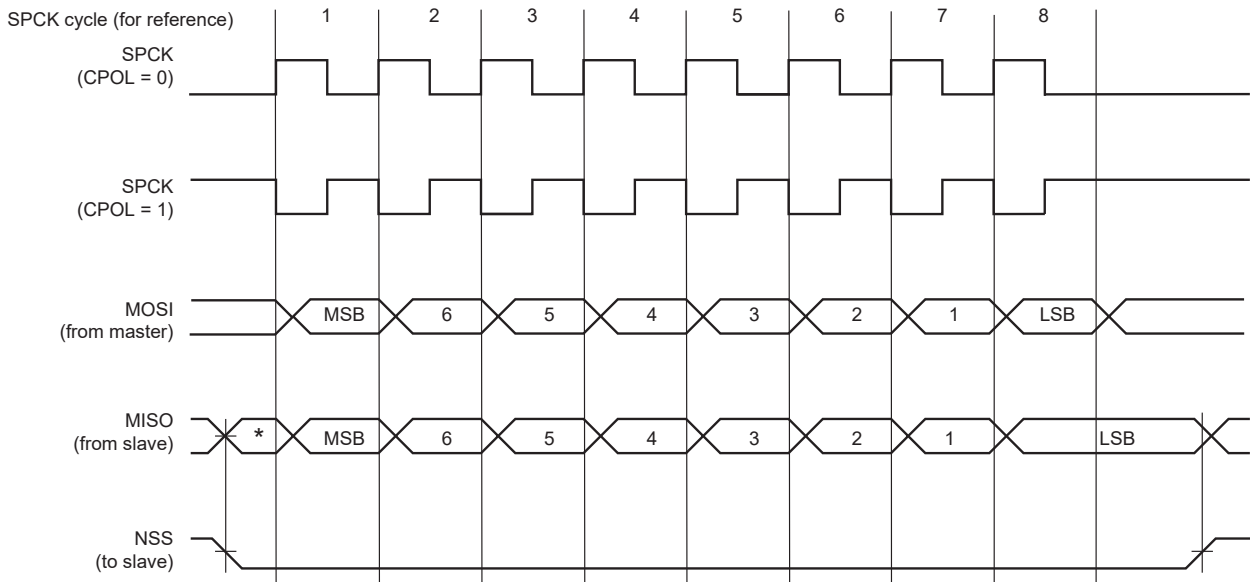 SPCK cycle (for reference) 1 2 3 4 5 6 7 8
SPCK
(CPOL = 0)
SPCK
(CPOL = 1)
MOSI
(from master)
MSB 6 5 4 3 2 1 LSB
MISO
(from slave)
* MSB 6 5 4 3 2 1 LSB
NSS
(to slave)